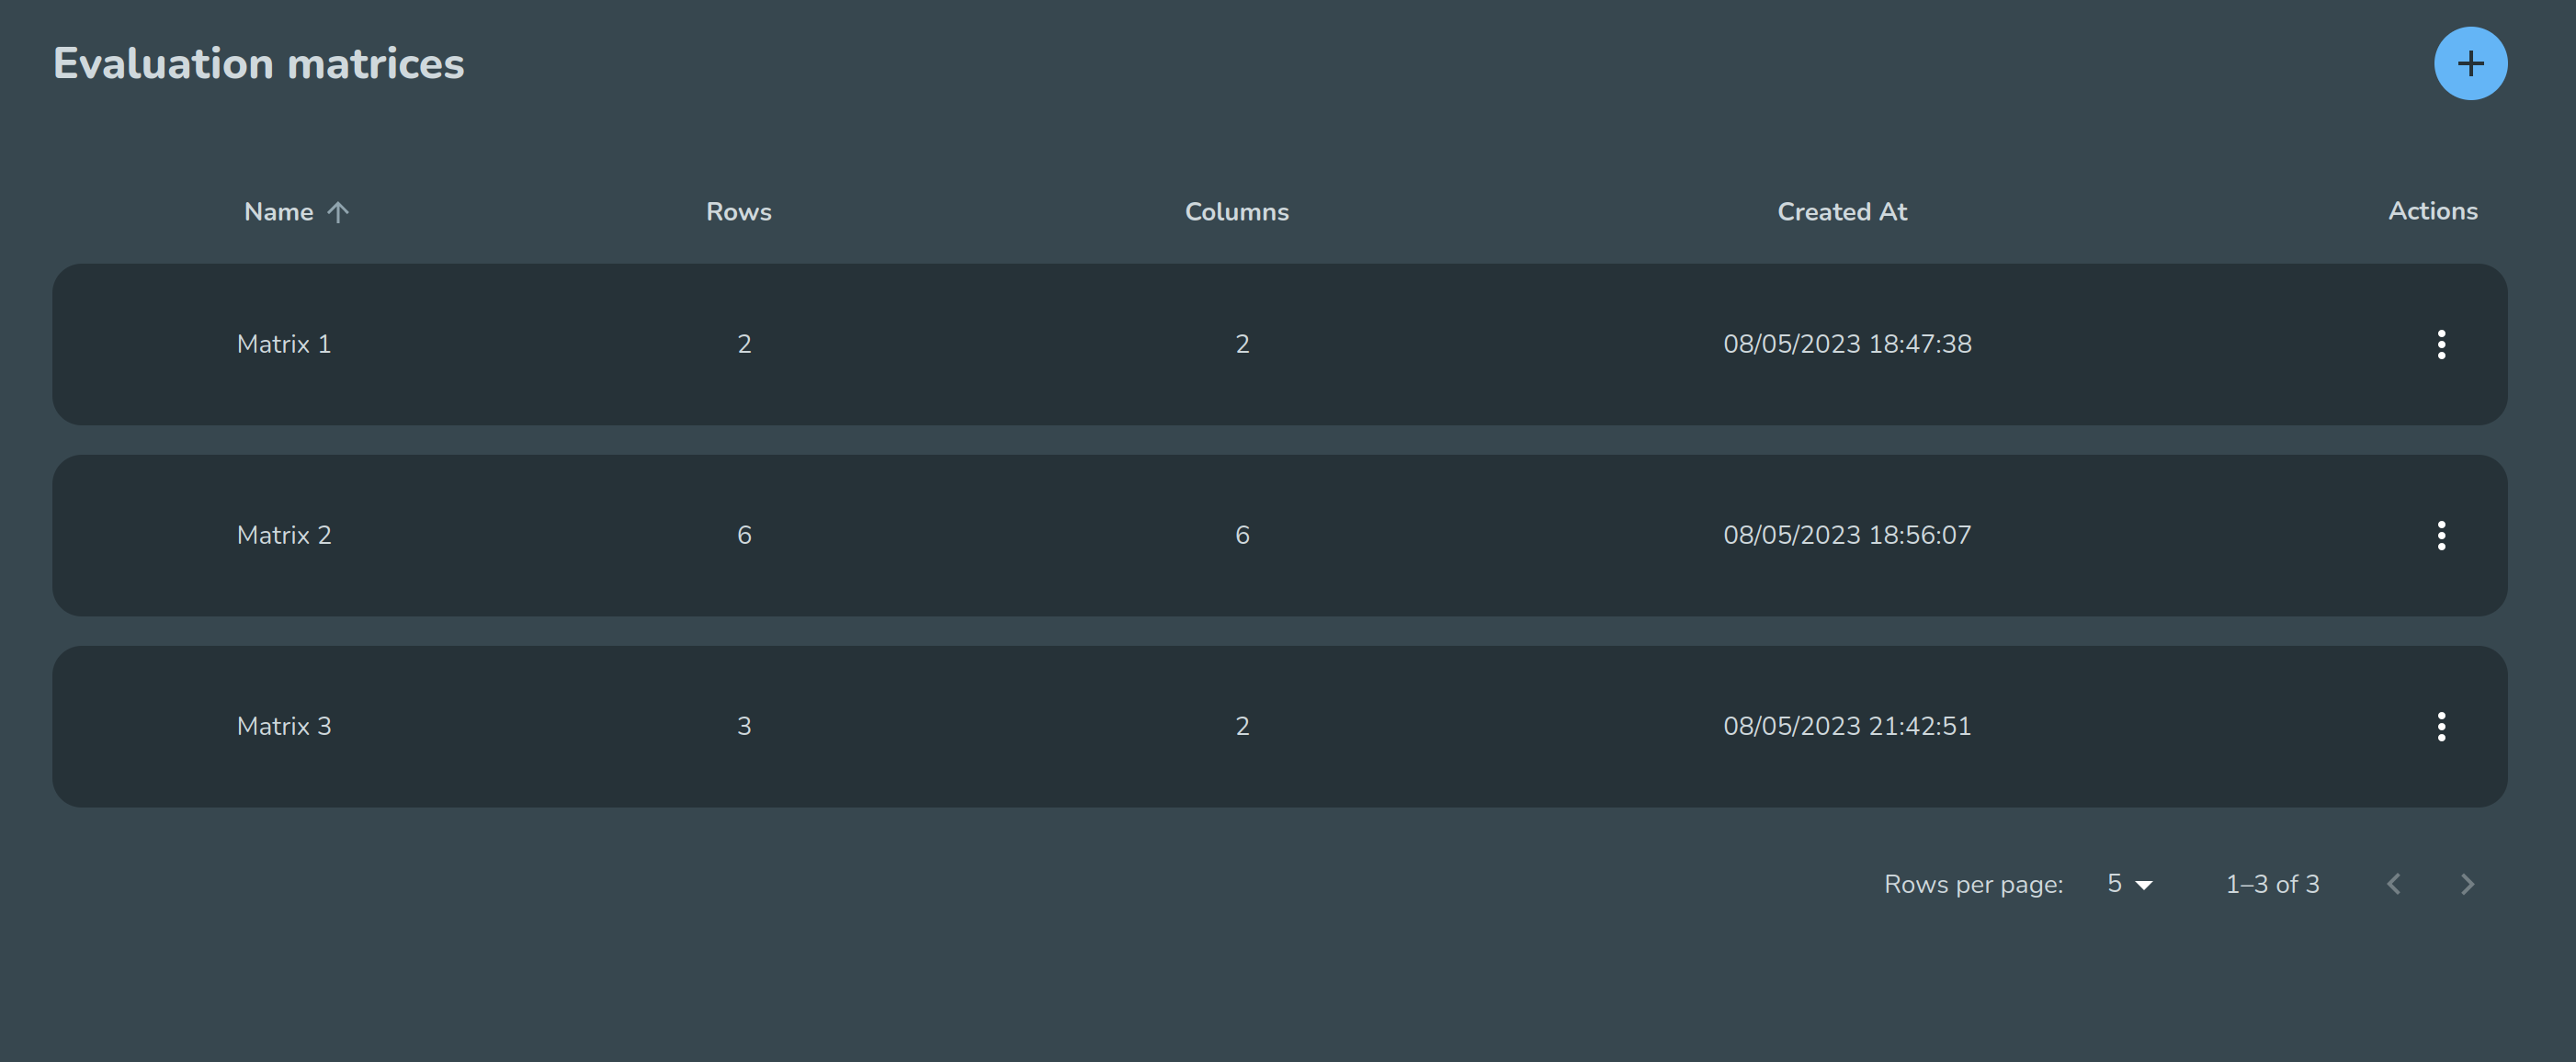 Evaluation matrices
Name Rows Columns Created At Actions
Matrix 1 2 2 08/05/2023 18:47:38
Matrix 2 6 6 08/05/2023 18:56:07
Matrix 3 3 2 08/05/2023 21:42:51
Rows per page: 5 1–3 of 3